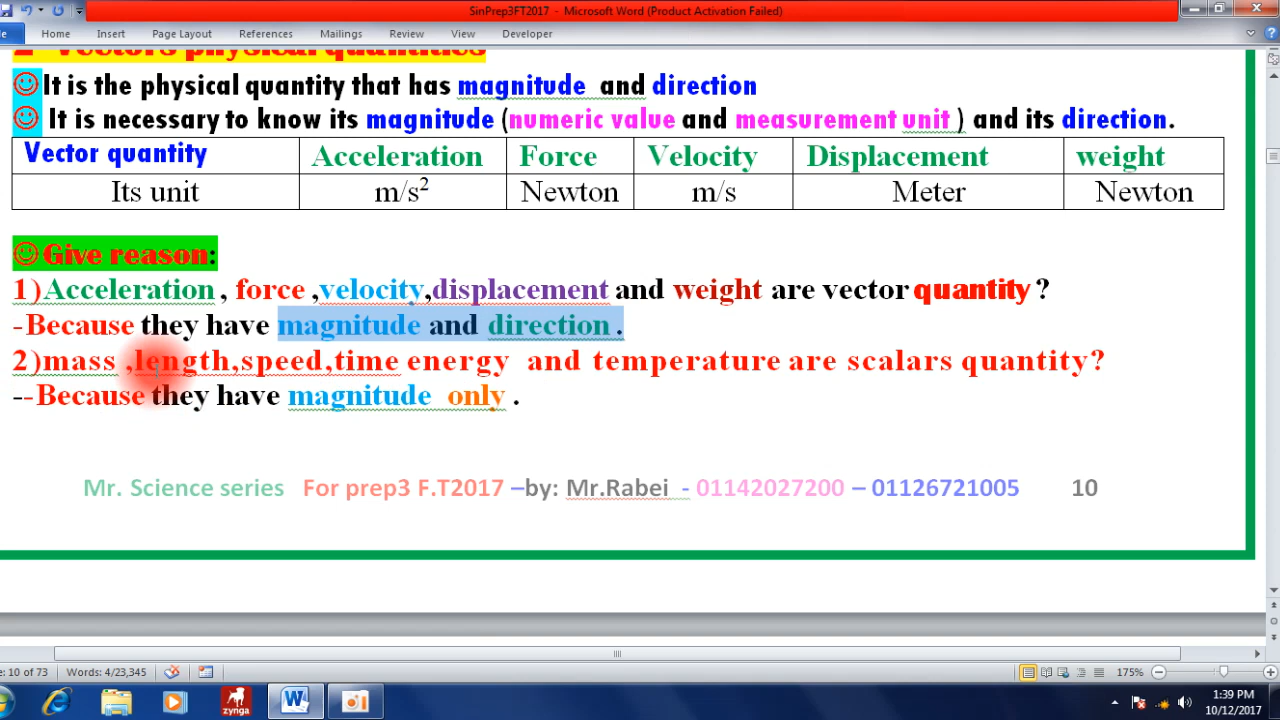 SinPrep3FT2017 - Microsoft Word (Product Activation Failed)
Home Insert Page Layout References Mailings Review View Developer
2- Vectors physical quantities
It is the physical quantity that has magnitude and direction
It is necessary to know its magnitude (numeric value and measurement unit ) and its direction.
Vector quantity Acceleration Force Velocity Displacement weight
Its unit m/s² Newton m/s Meter Newton
Give reason:
1)Acceleration , force ,velocity,displacement and weight are vector quantity ?
-Because they have magnitude and direction .
2)mass ,length,speed,time energy and temperature are scalars quantity?
--Because they have magnitude only .
Mr. Science series For prep3 F.T2017 –by: Mr.Rabei - 01142027200 – 01126721005 10
e: 10 of 73 Words: 4/23,345 175%
zynga
1:39 PM
10/12/2017